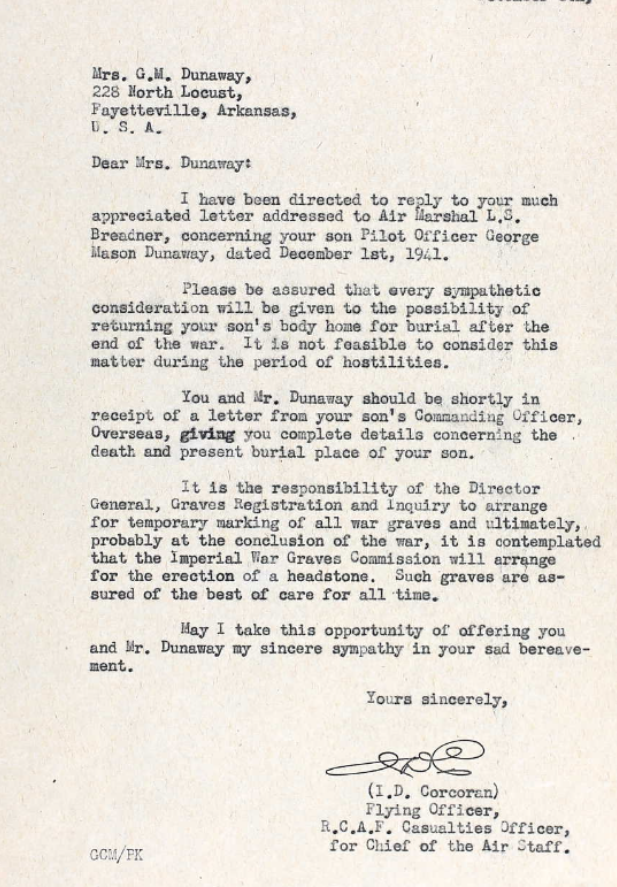 Mrs. G.M. Dunaway,
228 North Locust,
Fayetteville, Arkansas,
U. S. A.
Dear Mrs. Dunaway:
I have been directed to reply to your much
appreciated letter addressed to Air Marshal L.S.
Breadner, concerning your son Pilot Officer George
Mason Dunaway, dated December 1st, 1941.
Please be assured that every sympathetic
consideration will be given to the possibility of
returning your son's body home for burial after the
end of the war. It is not feasible to consider this
matter during the period of hostilities.
You and Mr. Dunaway should be shortly in
receipt of a letter from your son's Commanding Officer,
Overseas, giving you complete details concerning the
death and present burial place of your son.
It is the responsibility of the Director
General, Graves Registration and Inquiry to arrange
for temporary marking of all war graves and ultimately,
probably at the conclusion of the war, it is contemplated
that the Imperial War Graves Commission will arrange
for the erection of a headstone. Such graves are as-
sured of the best of care for all time.
May I take this opportunity of offering you
and Mr. Dunaway my sincere sympathy in your sad bereave-
ment.
Yours sincerely,
(I.D. Corcoran)
Flying Officer,
R.C.A.F. Casualties Officer,
for Chief of the Air Staff.
GCM/PK